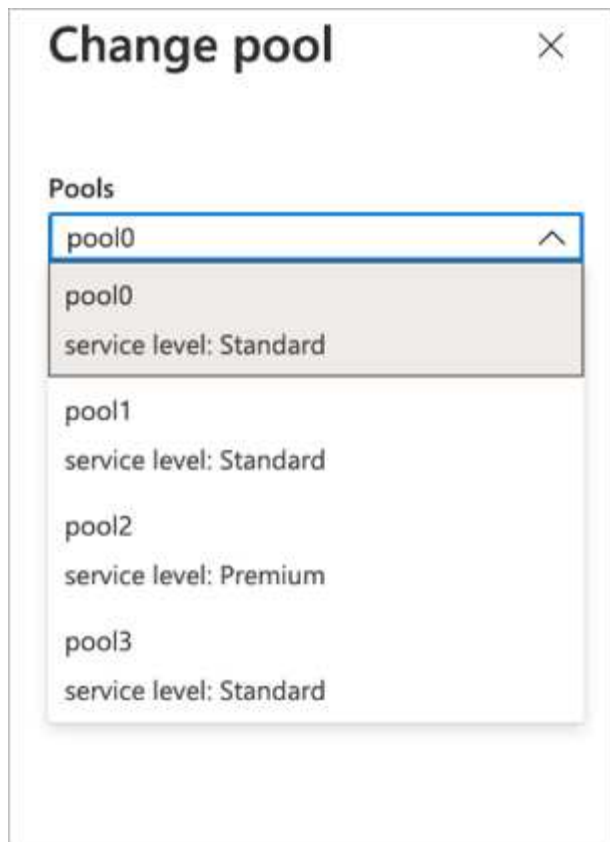 Change pool
Pools
pool0
pool0
service level: Standard
pool1
service level: Standard
pool2
service level: Premium
pool3
service level: Standard